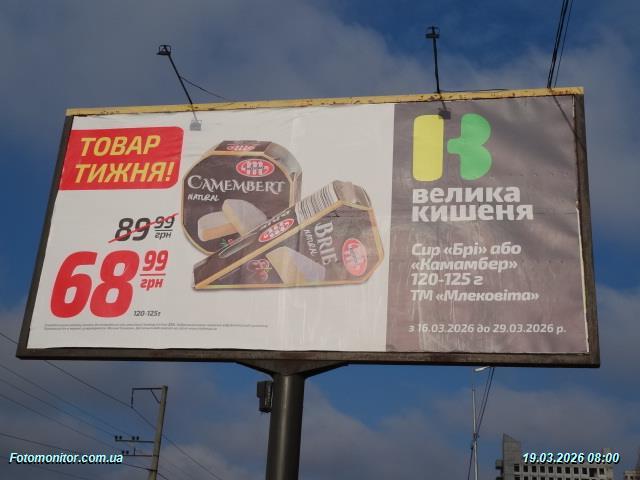 ТОВАР
ТИЖНЯ!
89 99
грн
68 99
грн
120-125г
CAMEMBERT
NATURAL
BRIE
NATURAL
велика
кишеня
Сир «Брі» або
«Камамбер»
120-125 г
ТМ «Млековіта»
з 16.03.2026 до 29.03.2026 р.
Fotomonitor.com.ua
19.03.2026 08:00